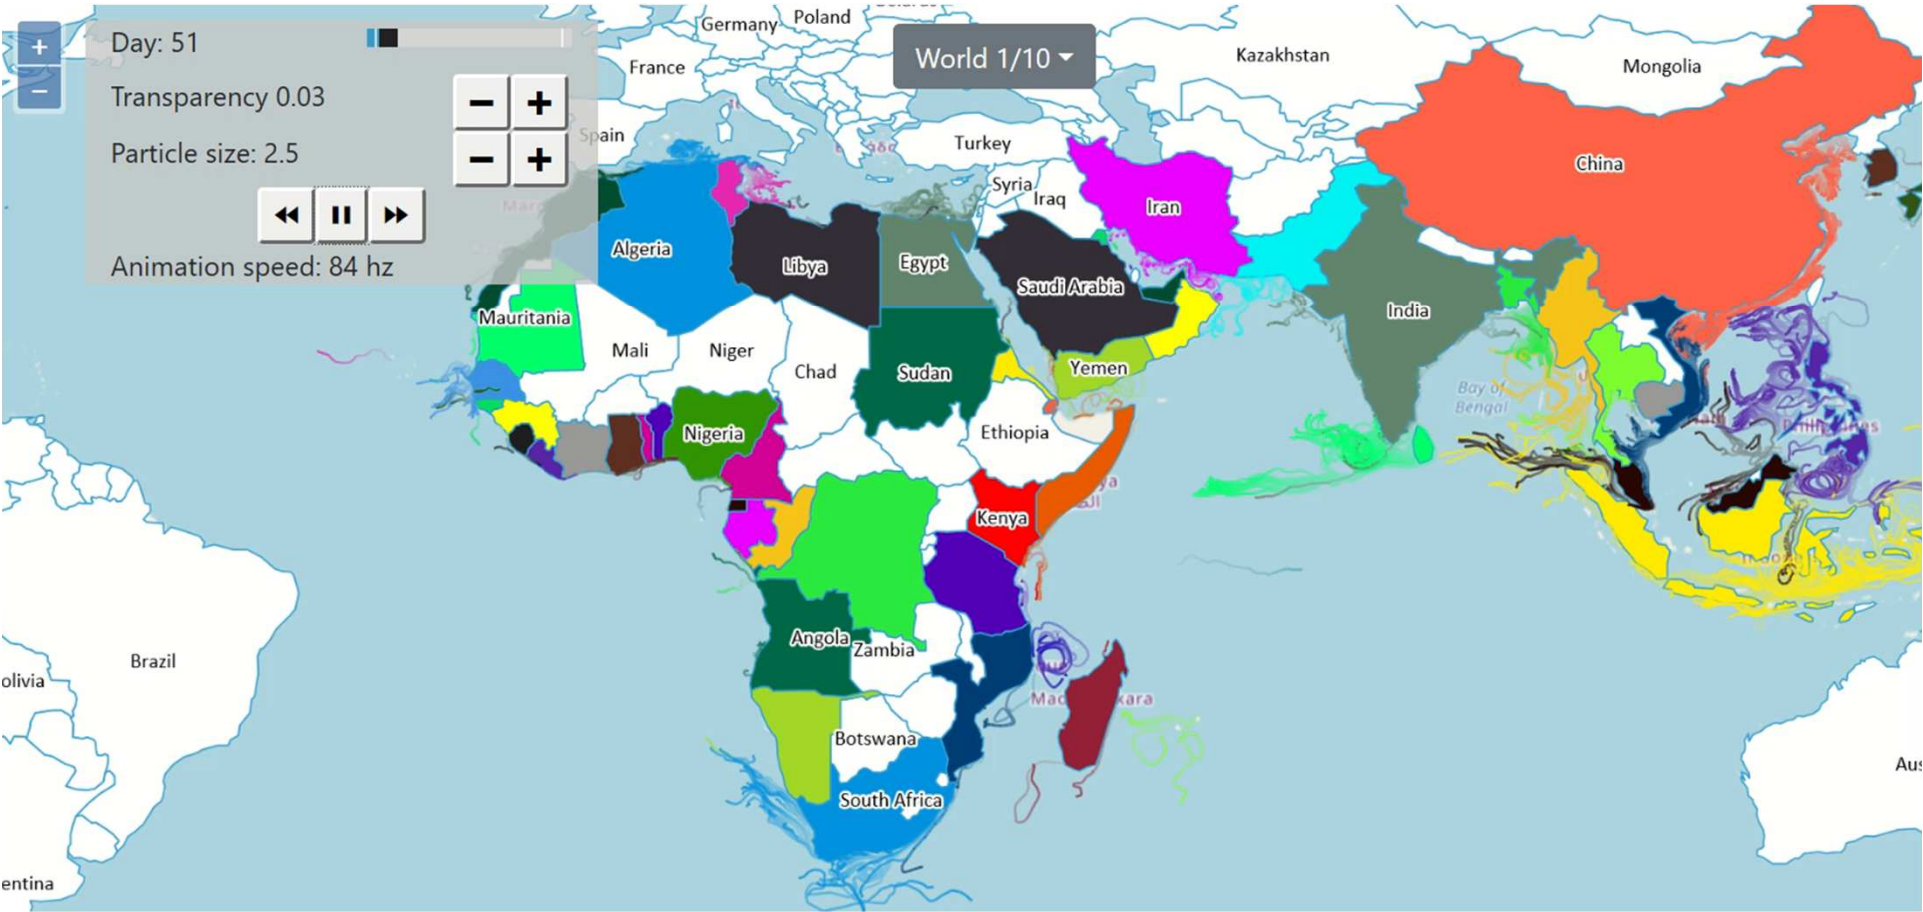 +
−
Day: 51
Transparency 0.03
− +
Particle size: 2.5
− +
Animation speed: 84 hz
World 1/10
Germany
Poland
France
Kazakhstan
Mongolia
Spain
Turkey
China
Syria
Iraq
Iran
Algeria
Libya
Egypt
Saudi Arabia
India
Mauritania
Mali
Niger
Chad
Sudan
Yemen
Bay of
Bengal
Nigeria
Ethiopia
Kenya
Angola
Zambia
Brazil
olivia
Botswana
South Africa
Aus
entina